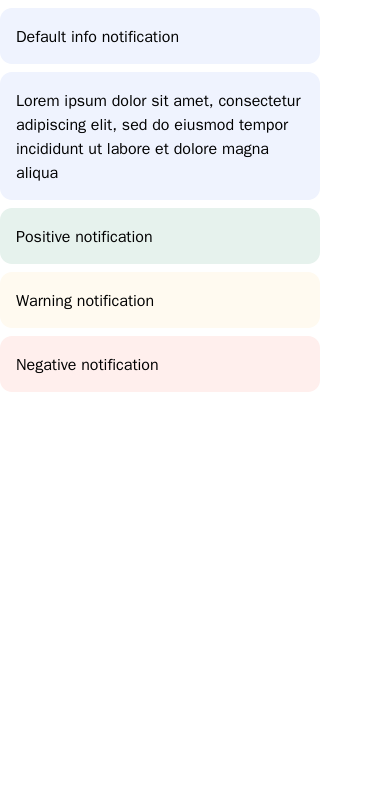 Default info notification
Lorem ipsum dolor sit amet, consectetur
adipiscing elit, sed do eiusmod tempor
incididunt ut labore et dolore magna
aliqua
Positive notification
Warning notification
Negative notification